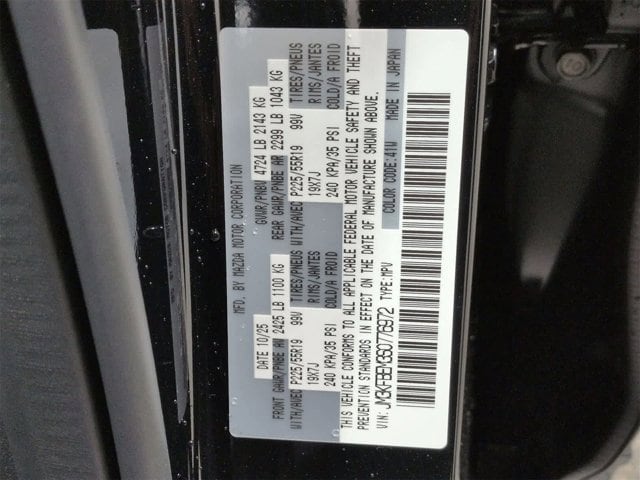 MFD. BY MAZDA MOTOR CORPORATION
DATE 10/25 GVWR/PNBV 4724 LB 2143 KG
FRONT GAWR/PNBE AV 2425 LB 1100 KG REAR GAWR/PNBE AR 2299 LB 1043 KG
WITH/AVEC P225/55R19 99V TIRES/PNEUS WITH/AVEC P225/55R19 99V TIRES/PNEUS
19X7J RIMS/JANTES 19X7J RIMS/JANTES
240 KPA/35 PSI COLD/A FROID 240 KPA/35 PSI COLD/A FROID
THIS VEHICLE CONFORMS TO ALL APPLICABLE FEDERAL MOTOR VEHICLE SAFETY AND THEFT
PREVENTION STANDARDS IN EFFECT ON THE DATE OF MANUFACTURE SHOWN ABOVE.
VIN: TYPE:MPV COLOR CODE:41W MADE IN JAPAN